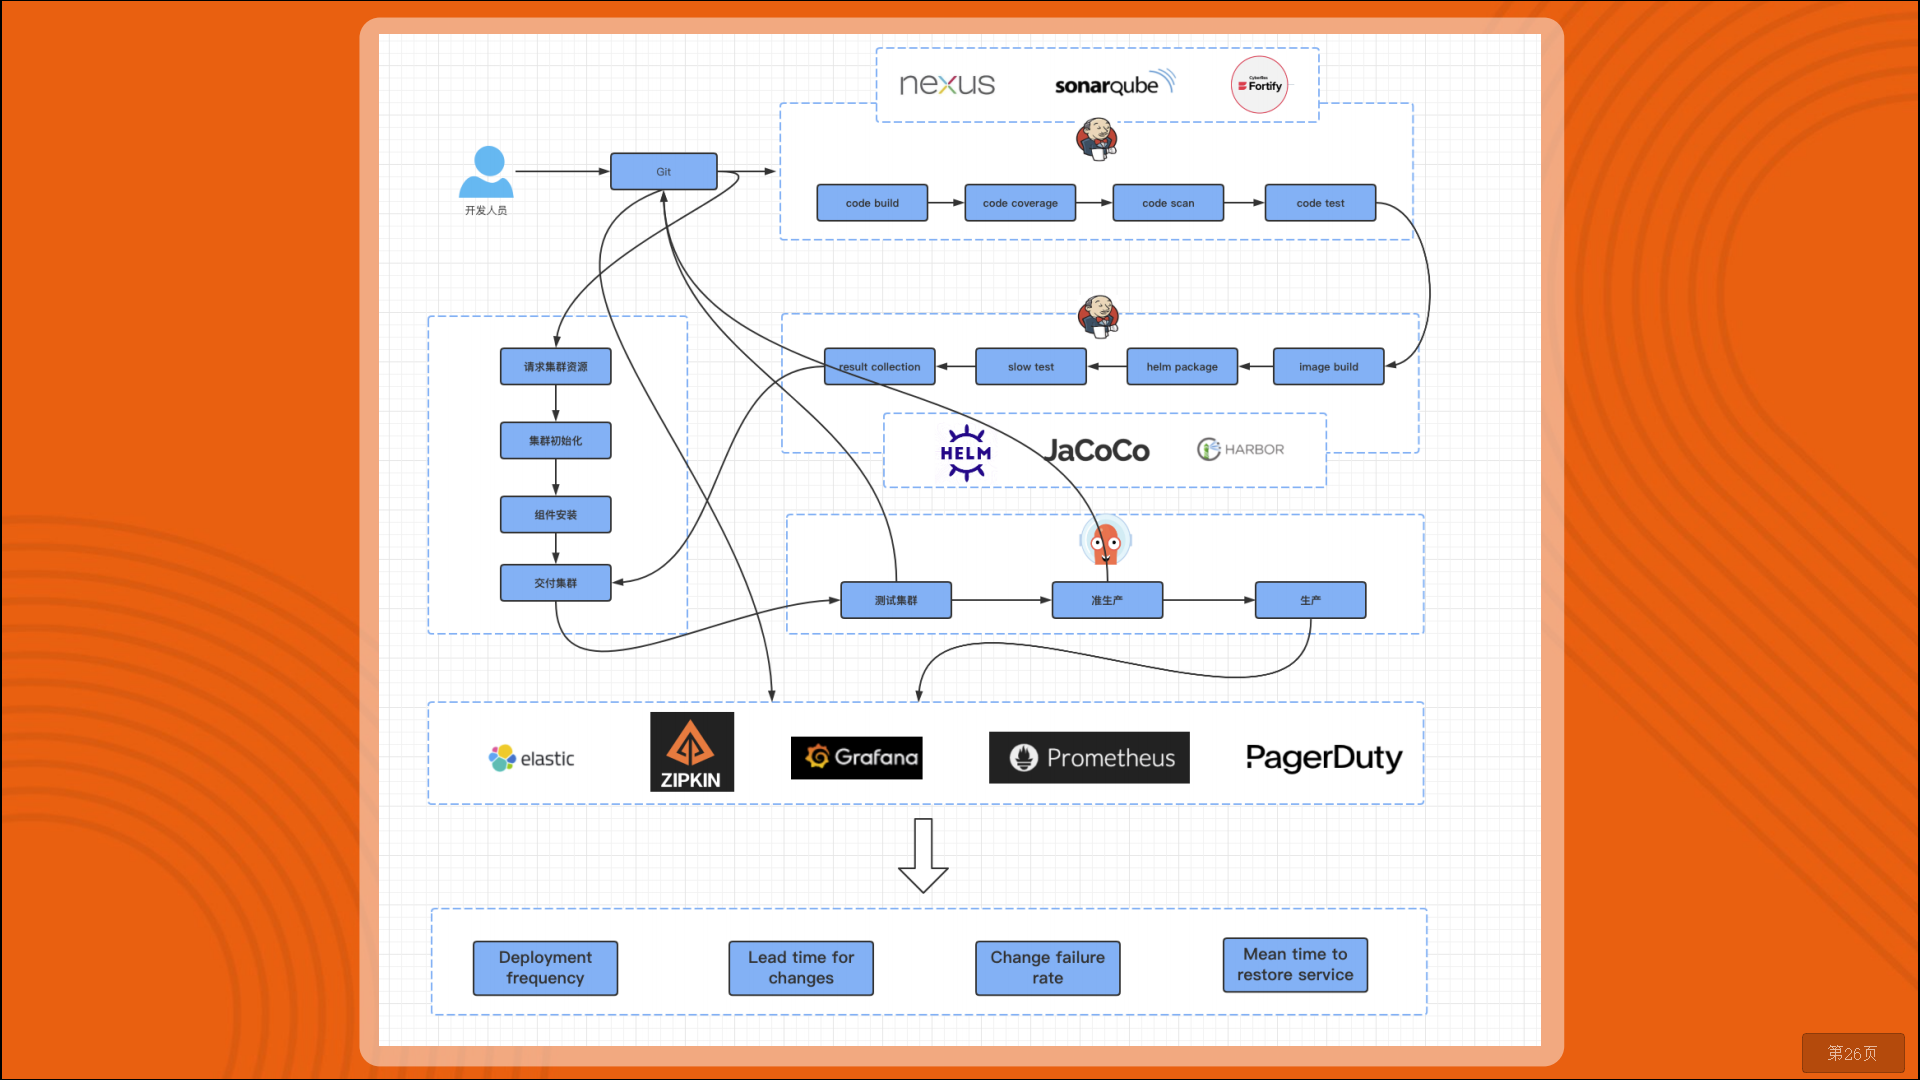 nexus
sonarqube
CyberRes
Fortify
开发人员
Git
code build
code coverage
code scan
code test
请求集群资源
集群初始化
组件安装
交付集群
result collection
slow test
helm package
image build
HELM
JaCoCo
HARBOR
测试集群
准生产
生产
elastic
ZIPKIN
Grafana
Prometheus
PagerDuty
Deployment
frequency
Lead time for
changes
Change failure
rate
Mean time to
restore service
第26页